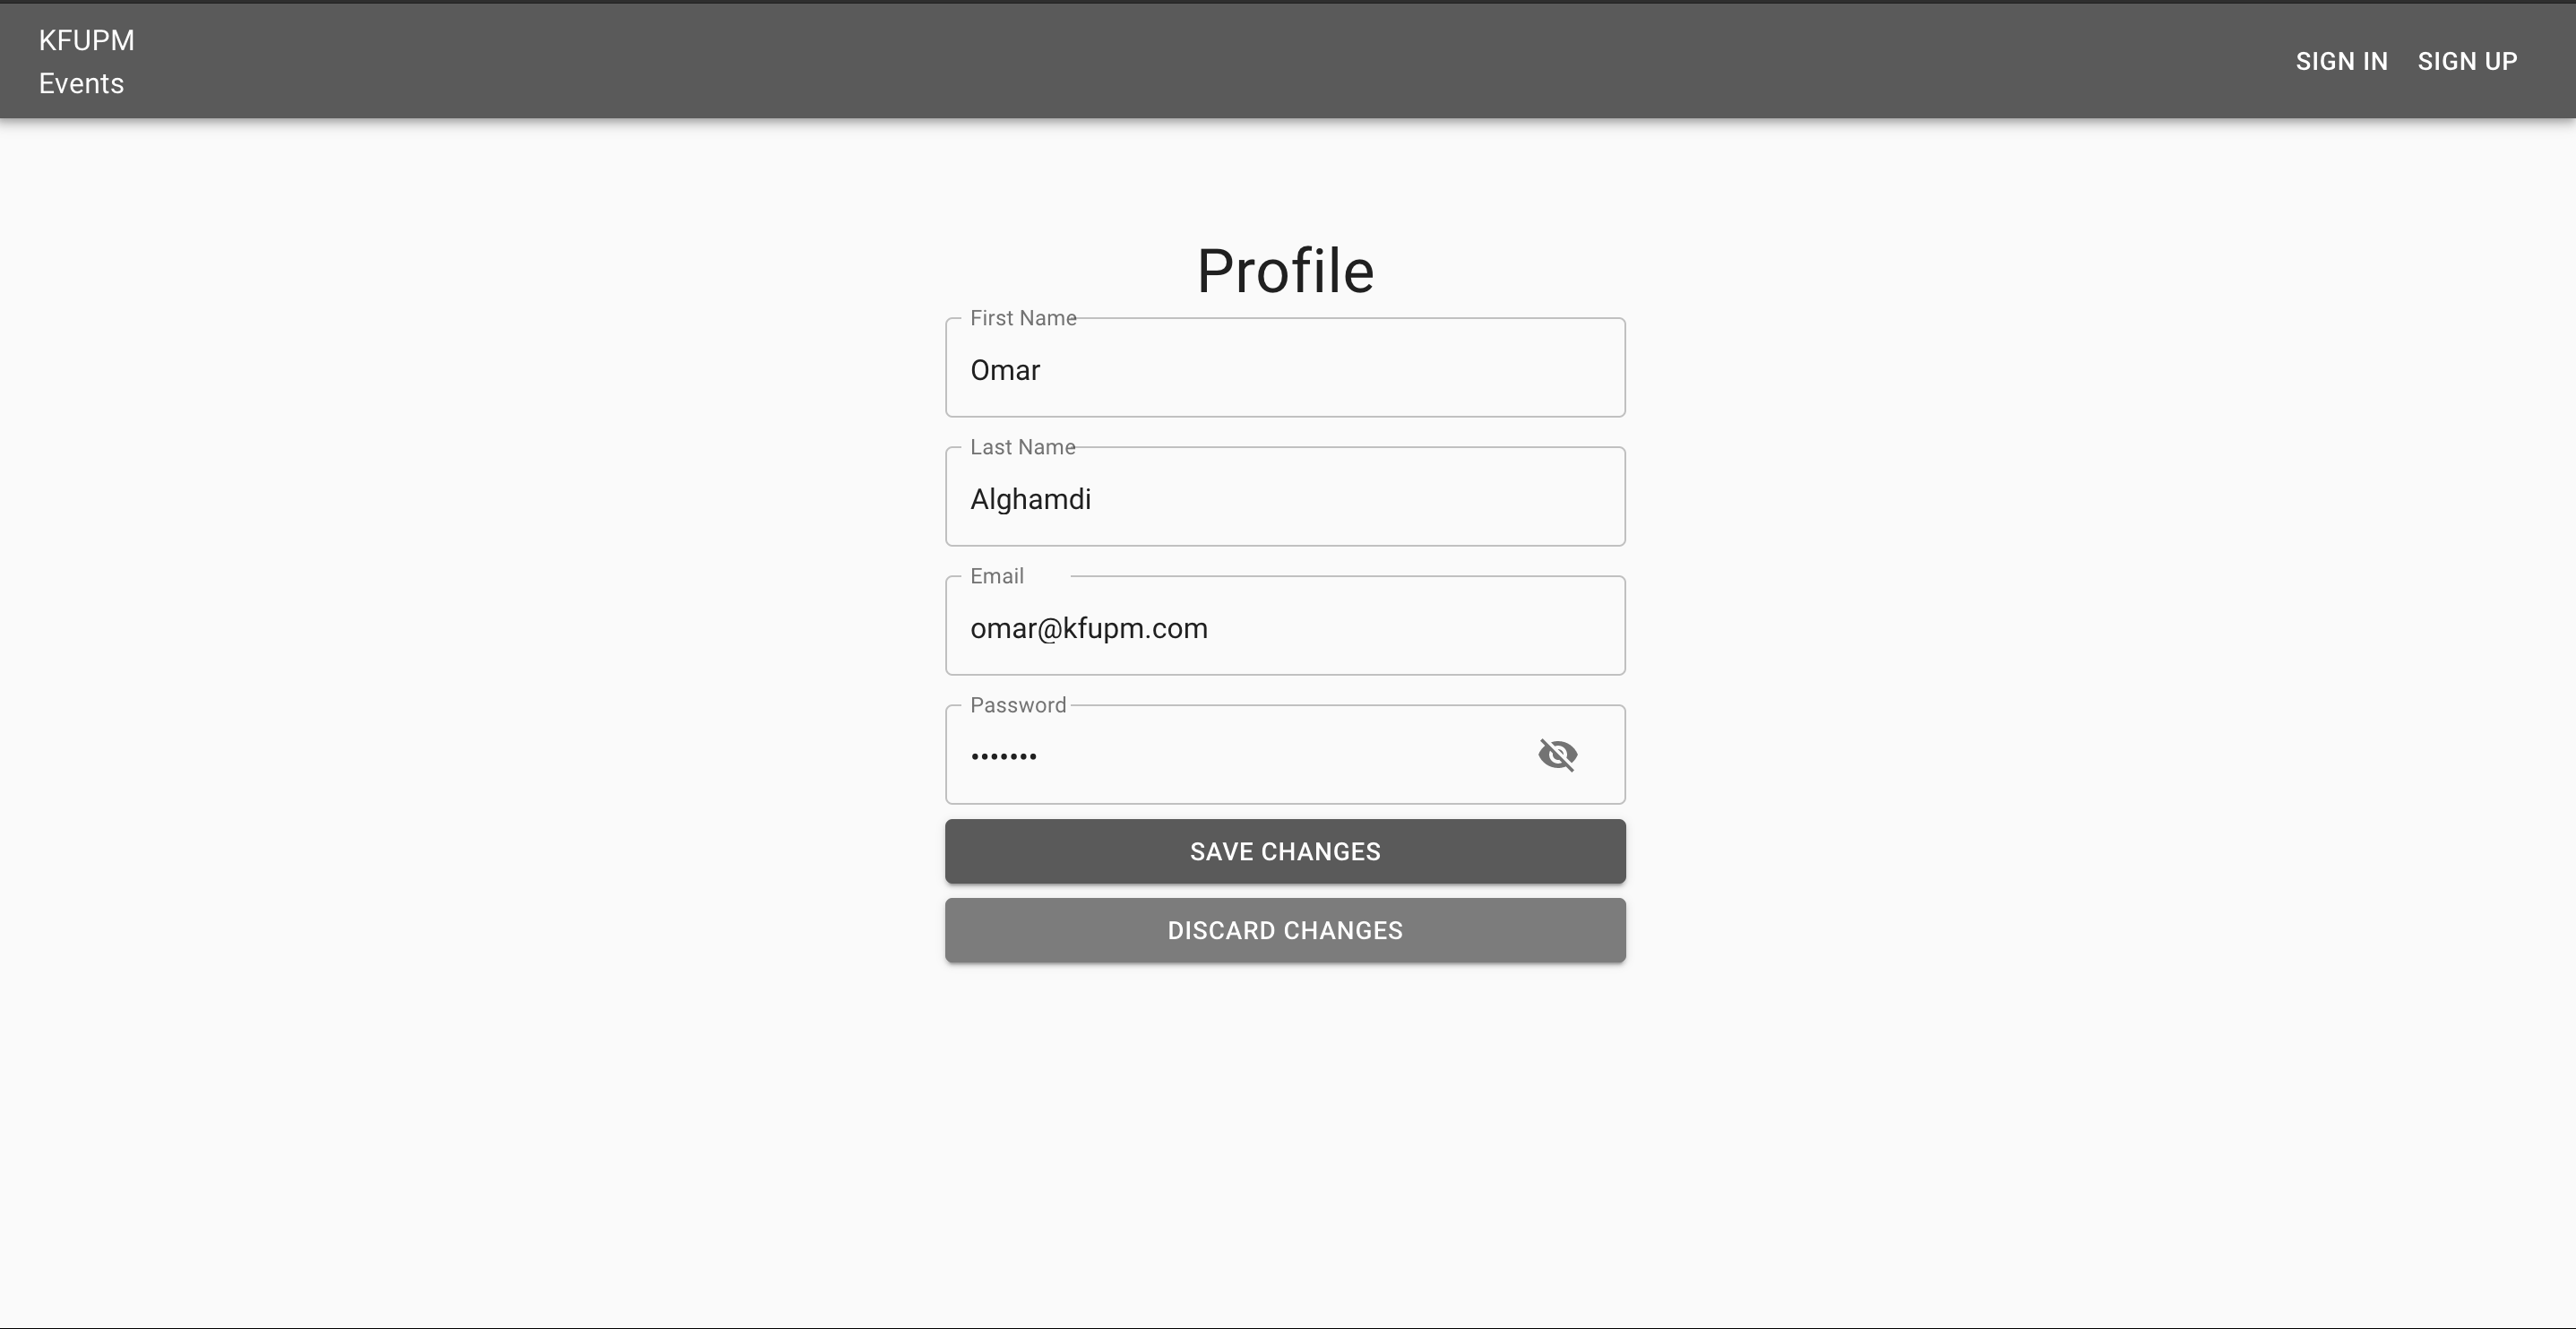 KFUPM
Events
SIGN IN SIGN UP
Profile
First Name
Omar
Last Name
Alghamdi
Email
omar@kfupm.com
Password
•••••••
SAVE CHANGES
DISCARD CHANGES